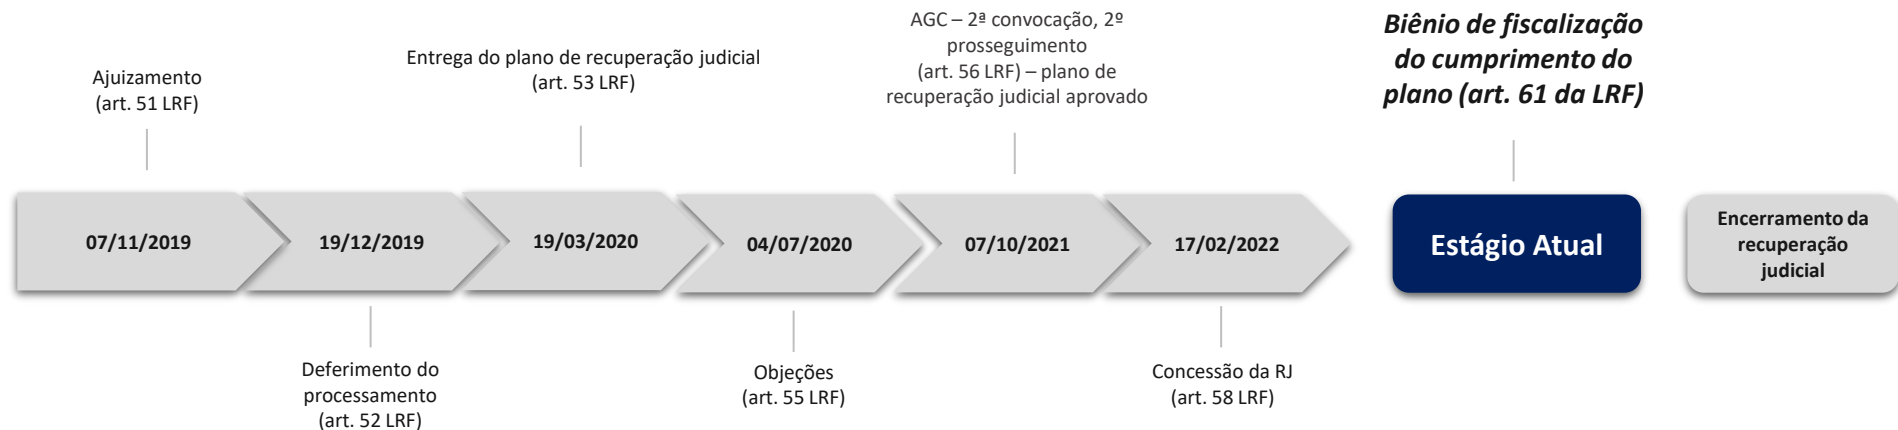 Ajuizamento
(art. 51 LRF)
Entrega do plano de recuperação judicial
(art. 53 LRF)
AGC – 2ª convocação, 2º
prosseguimento
(art. 56 LRF) – plano de
recuperação judicial aprovado
Biênio de fiscalização
do cumprimento do
plano (art. 61 da LRF)
07/11/2019
19/12/2019
19/03/2020
04/07/2020
07/10/2021
17/02/2022
Estágio Atual
Encerramento da
recuperação
judicial
Deferimento do
processamento
(art. 52 LRF)
Objeções
(art. 55 LRF)
Concessão da RJ
(art. 58 LRF)